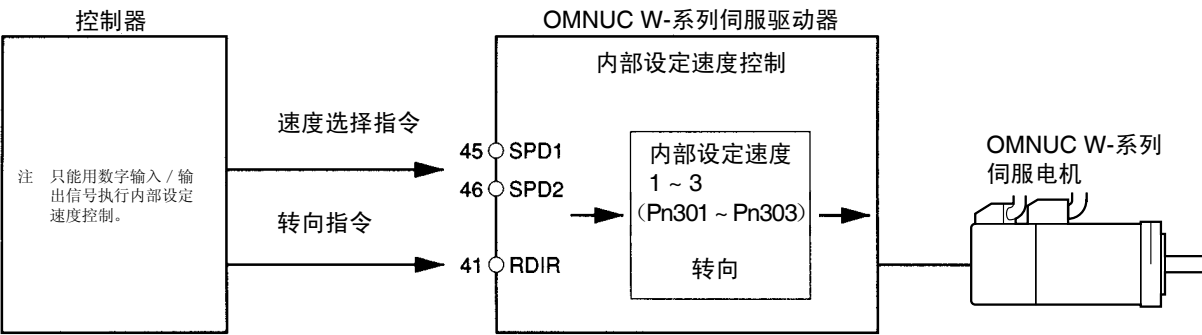 控制器
OMNUC W-系列伺服驱动器
内部设定速度控制
速度选择指令
注 只能用数字输入 / 输
出信号执行内部设定
速度控制。
转向指令
45 SPD1
46 SPD2
41 RDIR
内部设定速度
1 ~ 3
（Pn301 ~ Pn303）
转向
OMNUC W-系列
伺服电机